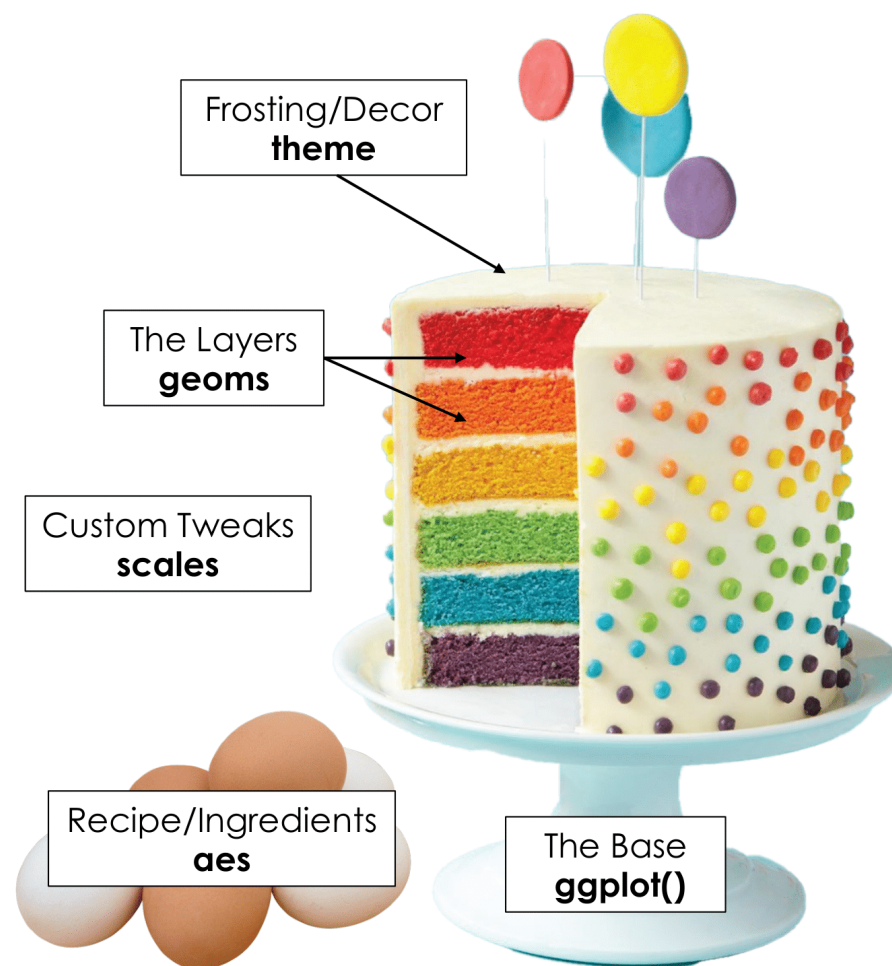 Frosting/Decor
theme
The Layers
geoms
Custom Tweaks
scales
Recipe/Ingredients
aes
The Base
ggplot()